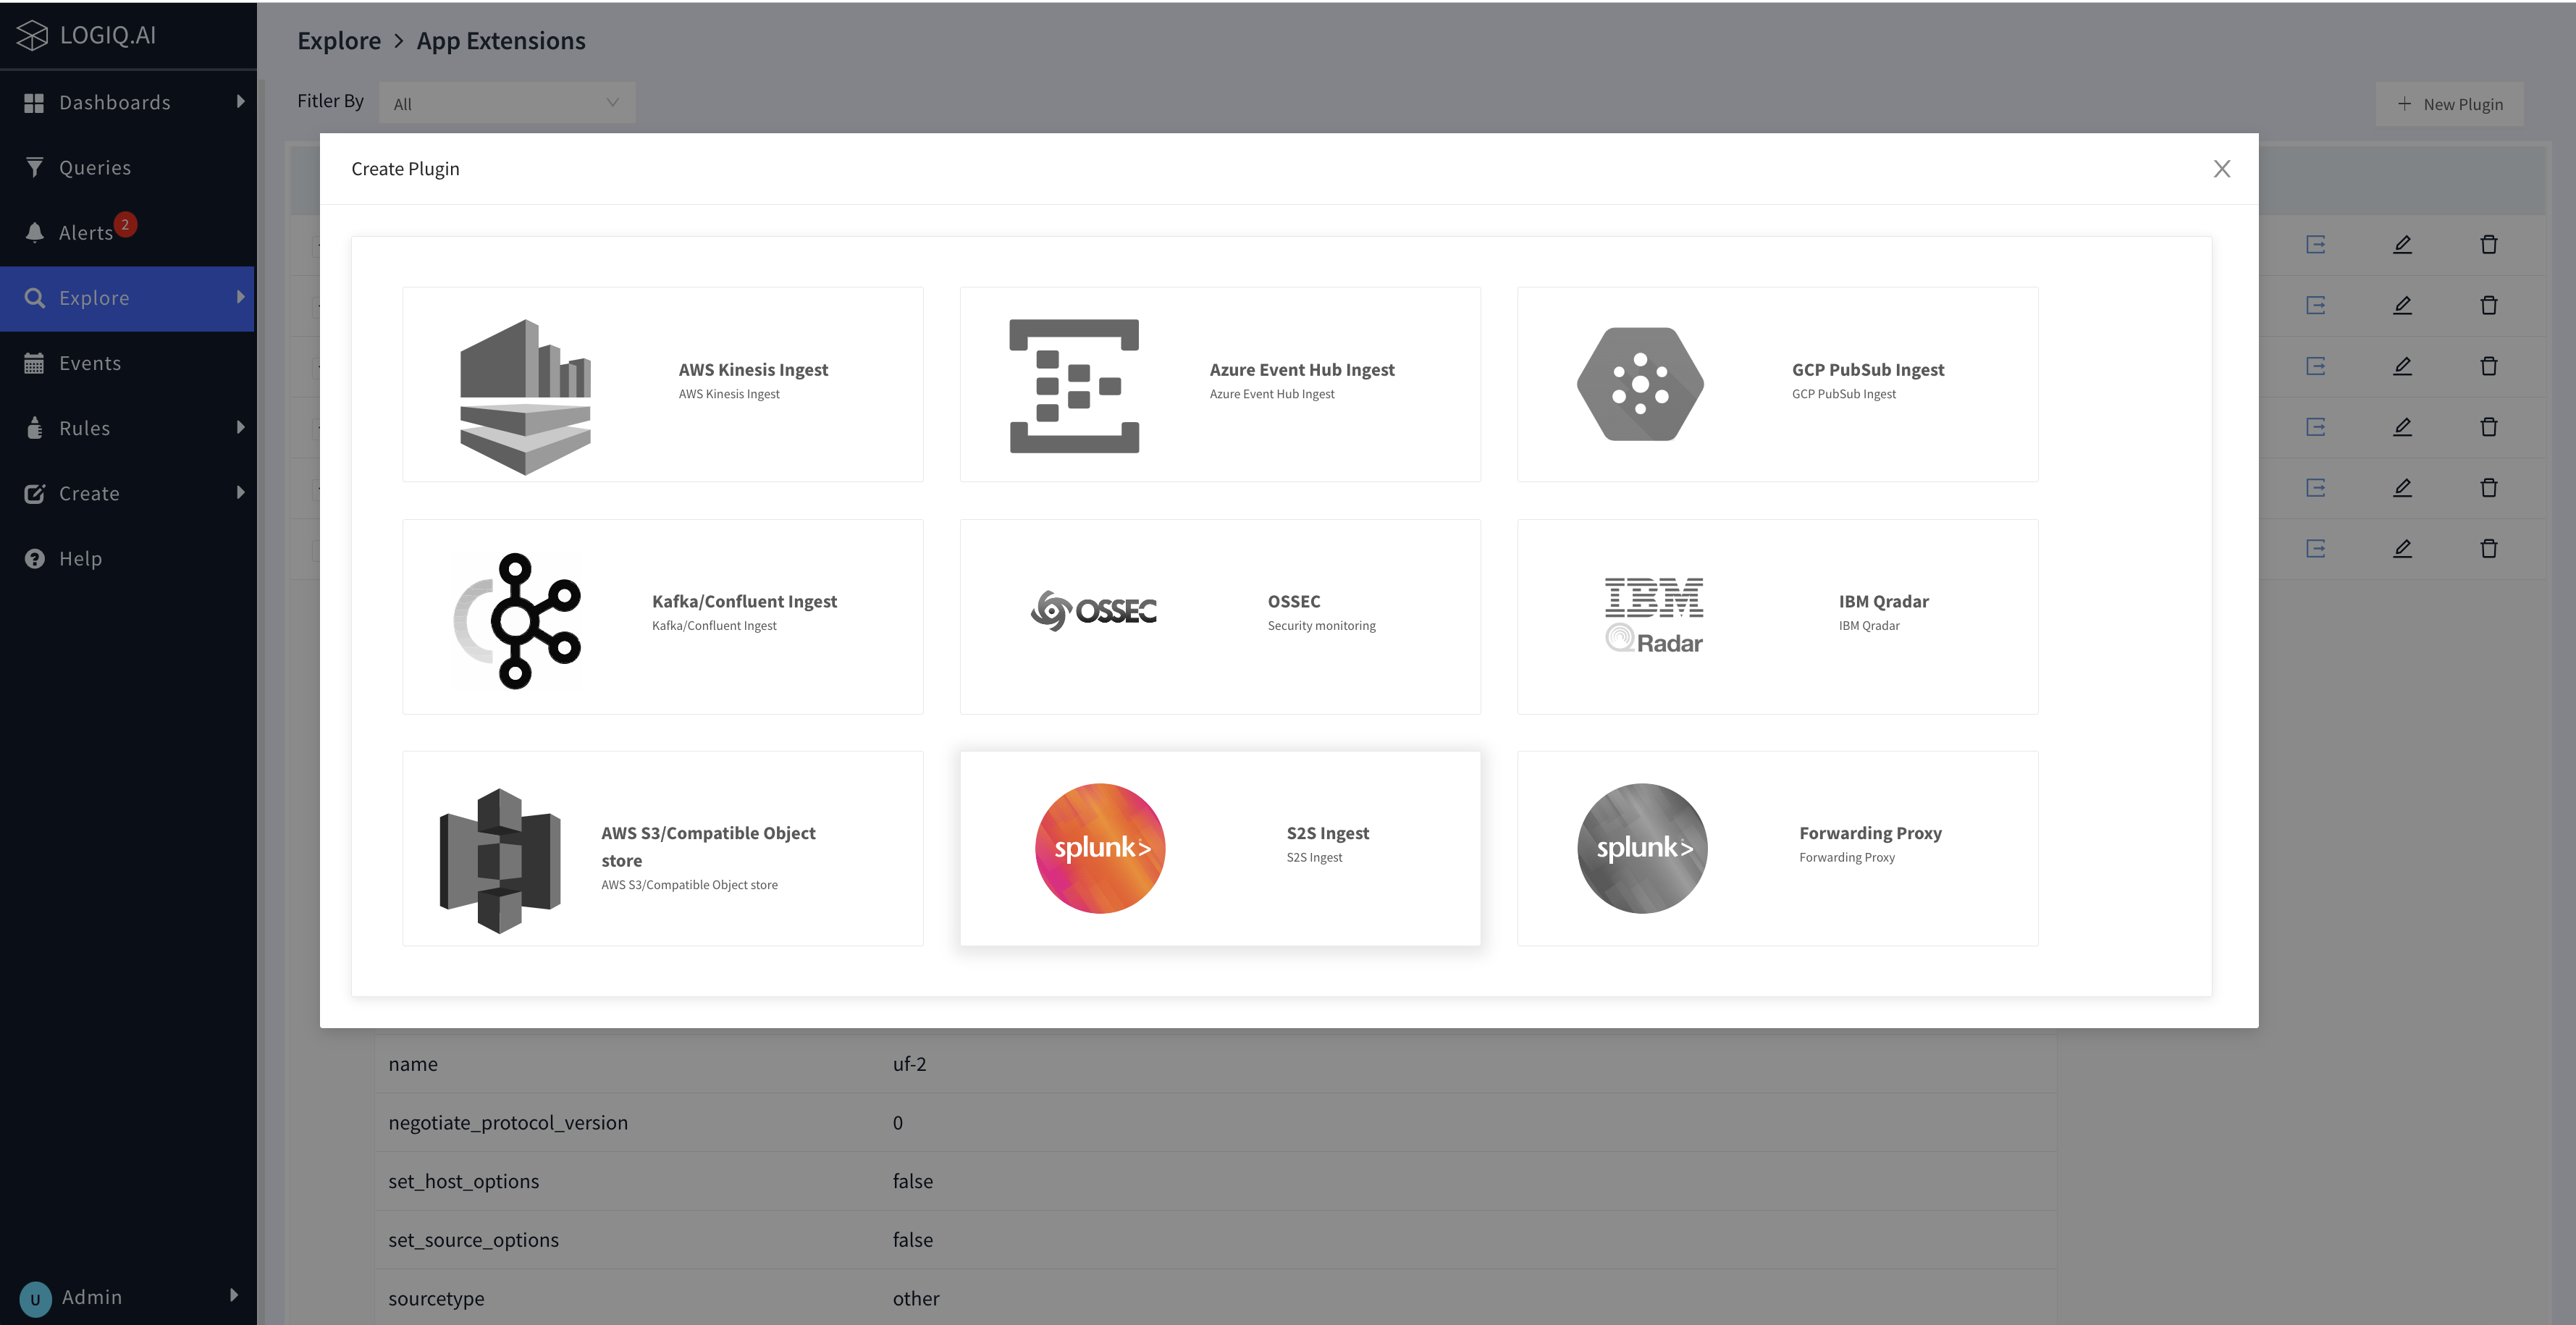 LOGIQ.AI
Dashboards
Queries
Alerts 2
Explore
Events
Rules
Create
Help
U Admin
Explore > App Extensions
Fitler By All
+ New Plugin
Create Plugin
AWS Kinesis Ingest
AWS Kinesis Ingest
Azure Event Hub Ingest
Azure Event Hub Ingest
GCP PubSub Ingest
GCP PubSub Ingest
Kafka/Confluent Ingest
Kafka/Confluent Ingest
OSSEC
OSSEC
Security monitoring
IBM
QRadar
IBM Qradar
IBM Qradar
AWS S3/Compatible Object
store
AWS S3/Compatible Object store
splunk>
S2S Ingest
S2S Ingest
splunk>
Forwarding Proxy
Forwarding Proxy
name uf-2
negotiate_protocol_version 0
set_host_options false
set_source_options false
sourcetype other